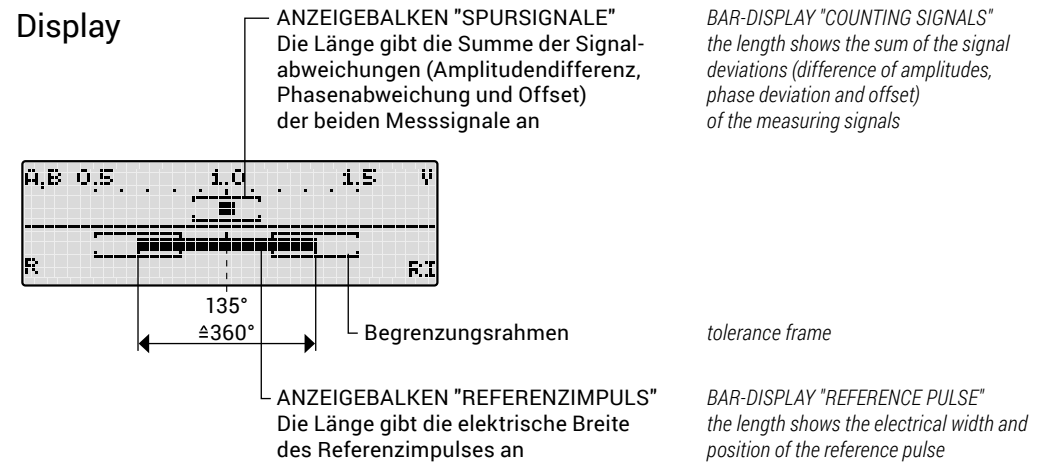 Display
ANZEIGEBALKEN "SPURSIGNALE"
Die Länge gibt die Summe der Signal-
abweichungen (Amplitudendifferenz,
Phasenabweichung und Offset)
der beiden Messsignale an
BAR-DISPLAY "COUNTING SIGNALS"
the length shows the sum of the signal
deviations (difference of amplitudes,
phase deviation and offset)
of the measuring signals
A,B 0.5 1.0 1.5 V
R RI
135°
≙360°
Begrenzungsrahmen
tolerance frame
ANZEIGEBALKEN "REFERENZIMPULS"
Die Länge gibt die elektrische Breite
des Referenzimpulses an
BAR-DISPLAY "REFERENCE PULSE"
the length shows the electrical width and
position of the reference pulse